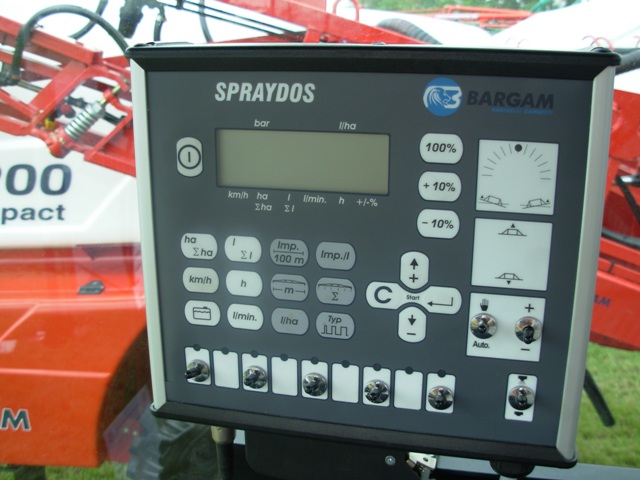 SPRAYDOS
BARGAM
bar l/ha
km/h ha l l/min. h +/-%
Σha Σl
100%
+ 10%
- 10%
ha Σha
l Σl
Imp. 100 m
Imp./l
km/h
h
m
Σ
l/min.
l/ha
Typ
+
C Start
-
+
Auto. -
00
pact
AM
M